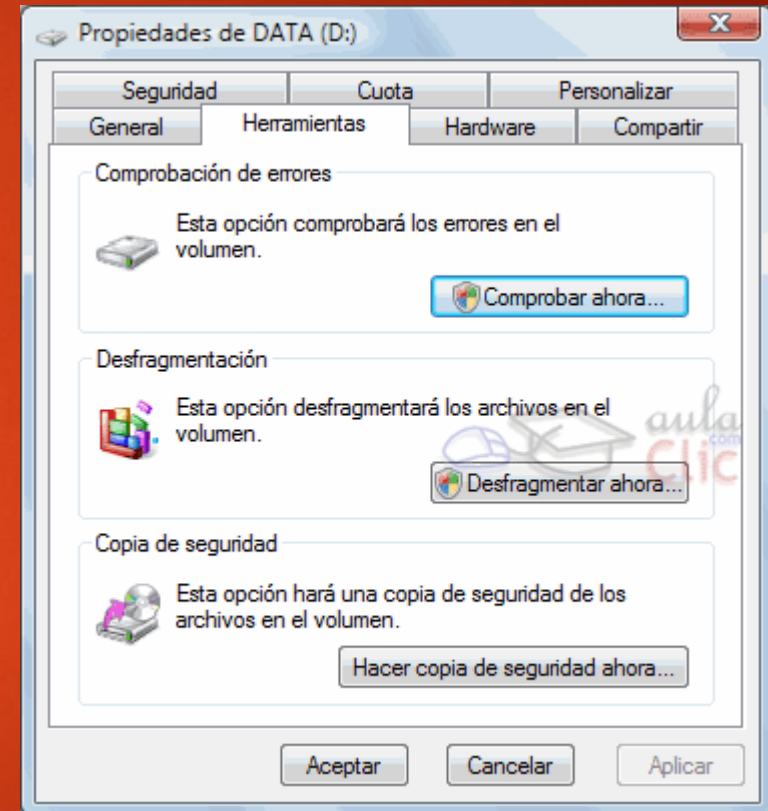 Propiedades de DATA (D:)
Seguridad Cuota Personalizar
General Herramientas Hardware Compartir
Comprobación de errores
Esta opción comprobará los errores en el
volumen.
Comprobar ahora...
Desfragmentación
Esta opción desfragmentará los archivos en el
volumen.
aula
.com
Clic
Desfragmentar ahora...
Copia de seguridad
Esta opción hará una copia de seguridad de los
archivos en el volumen.
Hacer copia de seguridad ahora...
Aceptar Cancelar Aplicar